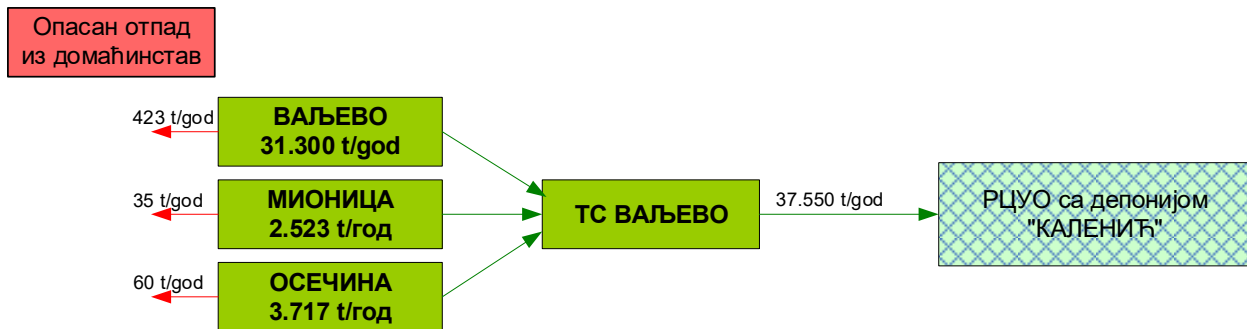 Опасан отпад
из домаћинстав
423 t/god
ВАЉЕВО
31.300 t/god
35 t/god
МИОНИЦА
2.523 t/год
60 t/god
ОСЕЧИНА
3.717 t/год
ТС ВАЉЕВО
37.550 t/god
РЦУО са депонијом
"КАЛЕНИЋ"